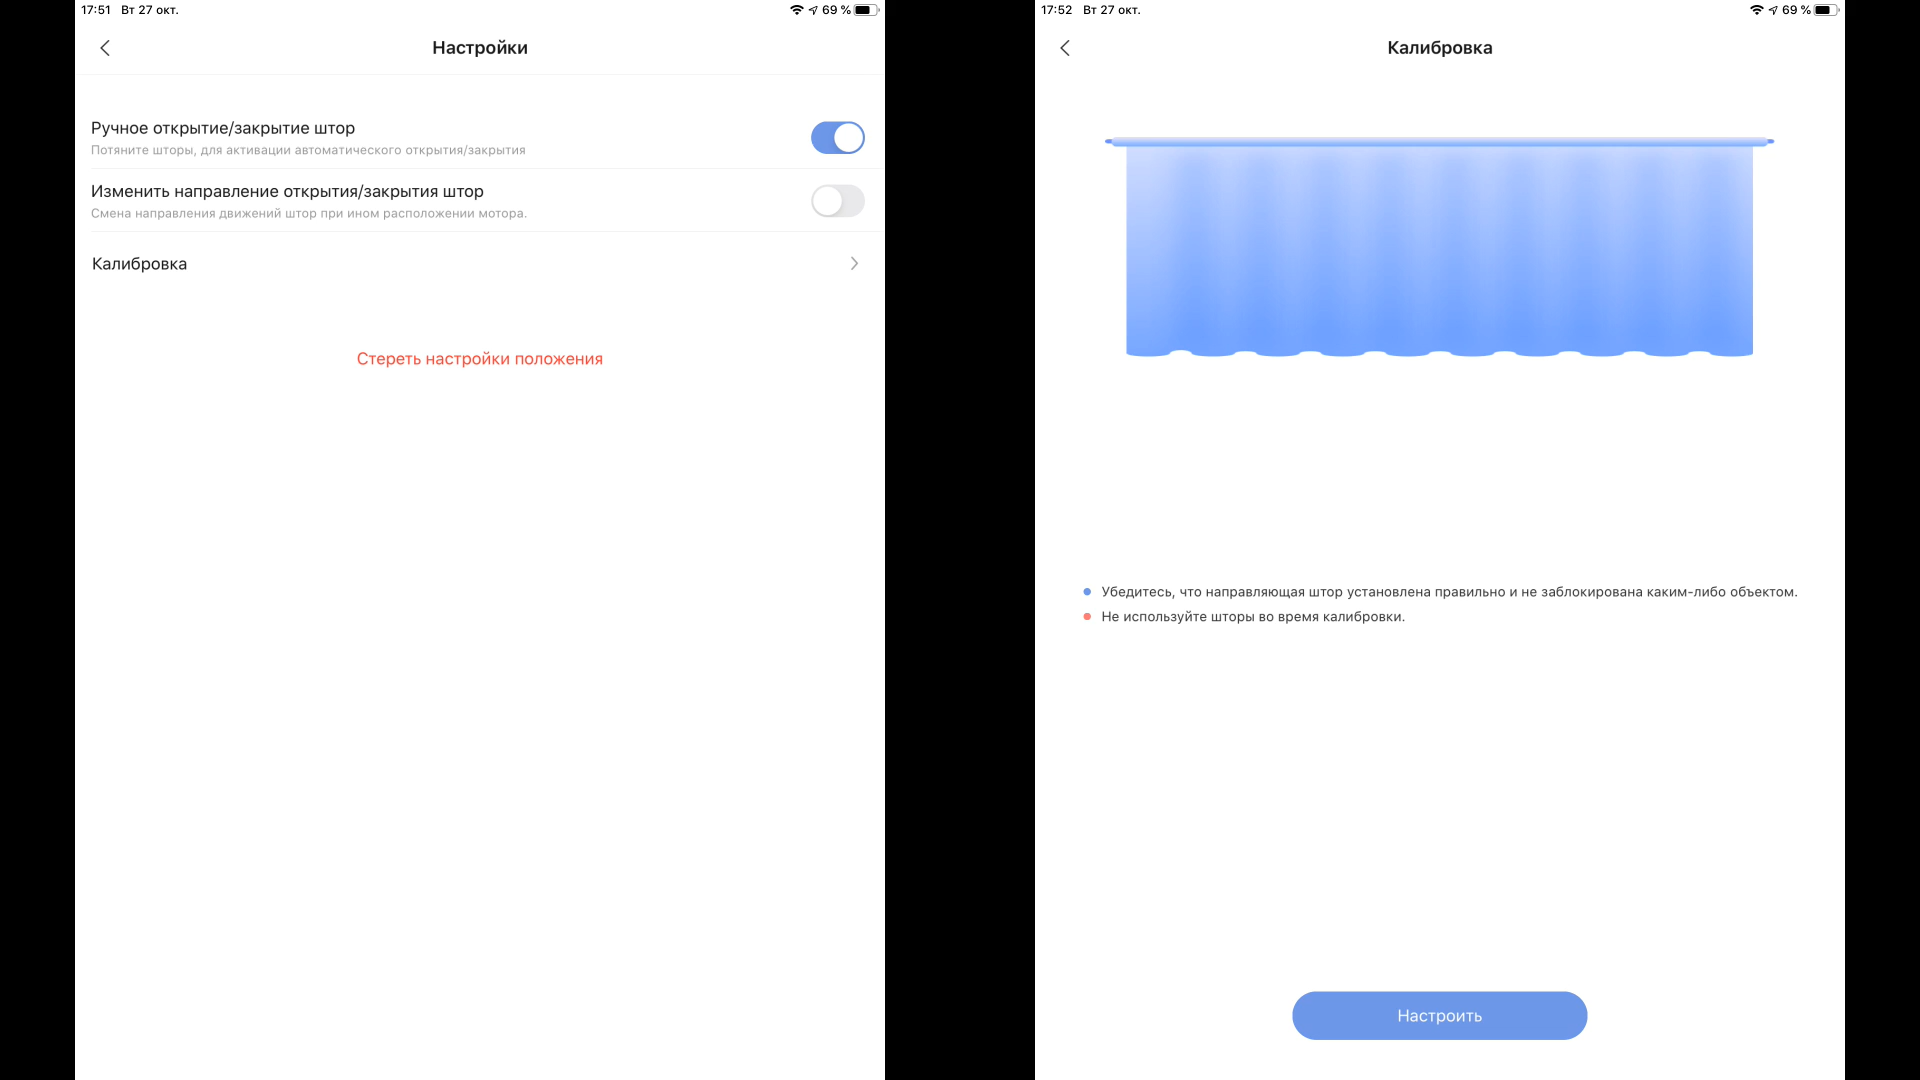 17:51 Вт 27 окт.
69 %
Настройки
Ручное открытие/закрытие штор
Потяните шторы, для активации автоматического открытия/закрытия
Изменить направление открытия/закрытия штор
Смена направления движений штор при ином расположении мотора.
Калибровка
Стереть настройки положения
17:52 Вт 27 окт.
69 %
Калибровка
Убедитесь, что направляющая штор установлена правильно и не заблокирована каким-либо объектом.
Не используйте шторы во время калибровки.
Настроить